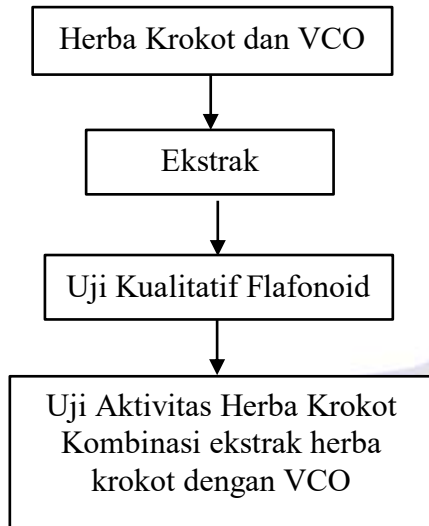 Herba Krokot dan VCO
Ekstrak
Uji Kualitatif Flafonoid
Uji Aktivitas Herba Krokot
Kombinasi ekstrak herba
krokot dengan VCO